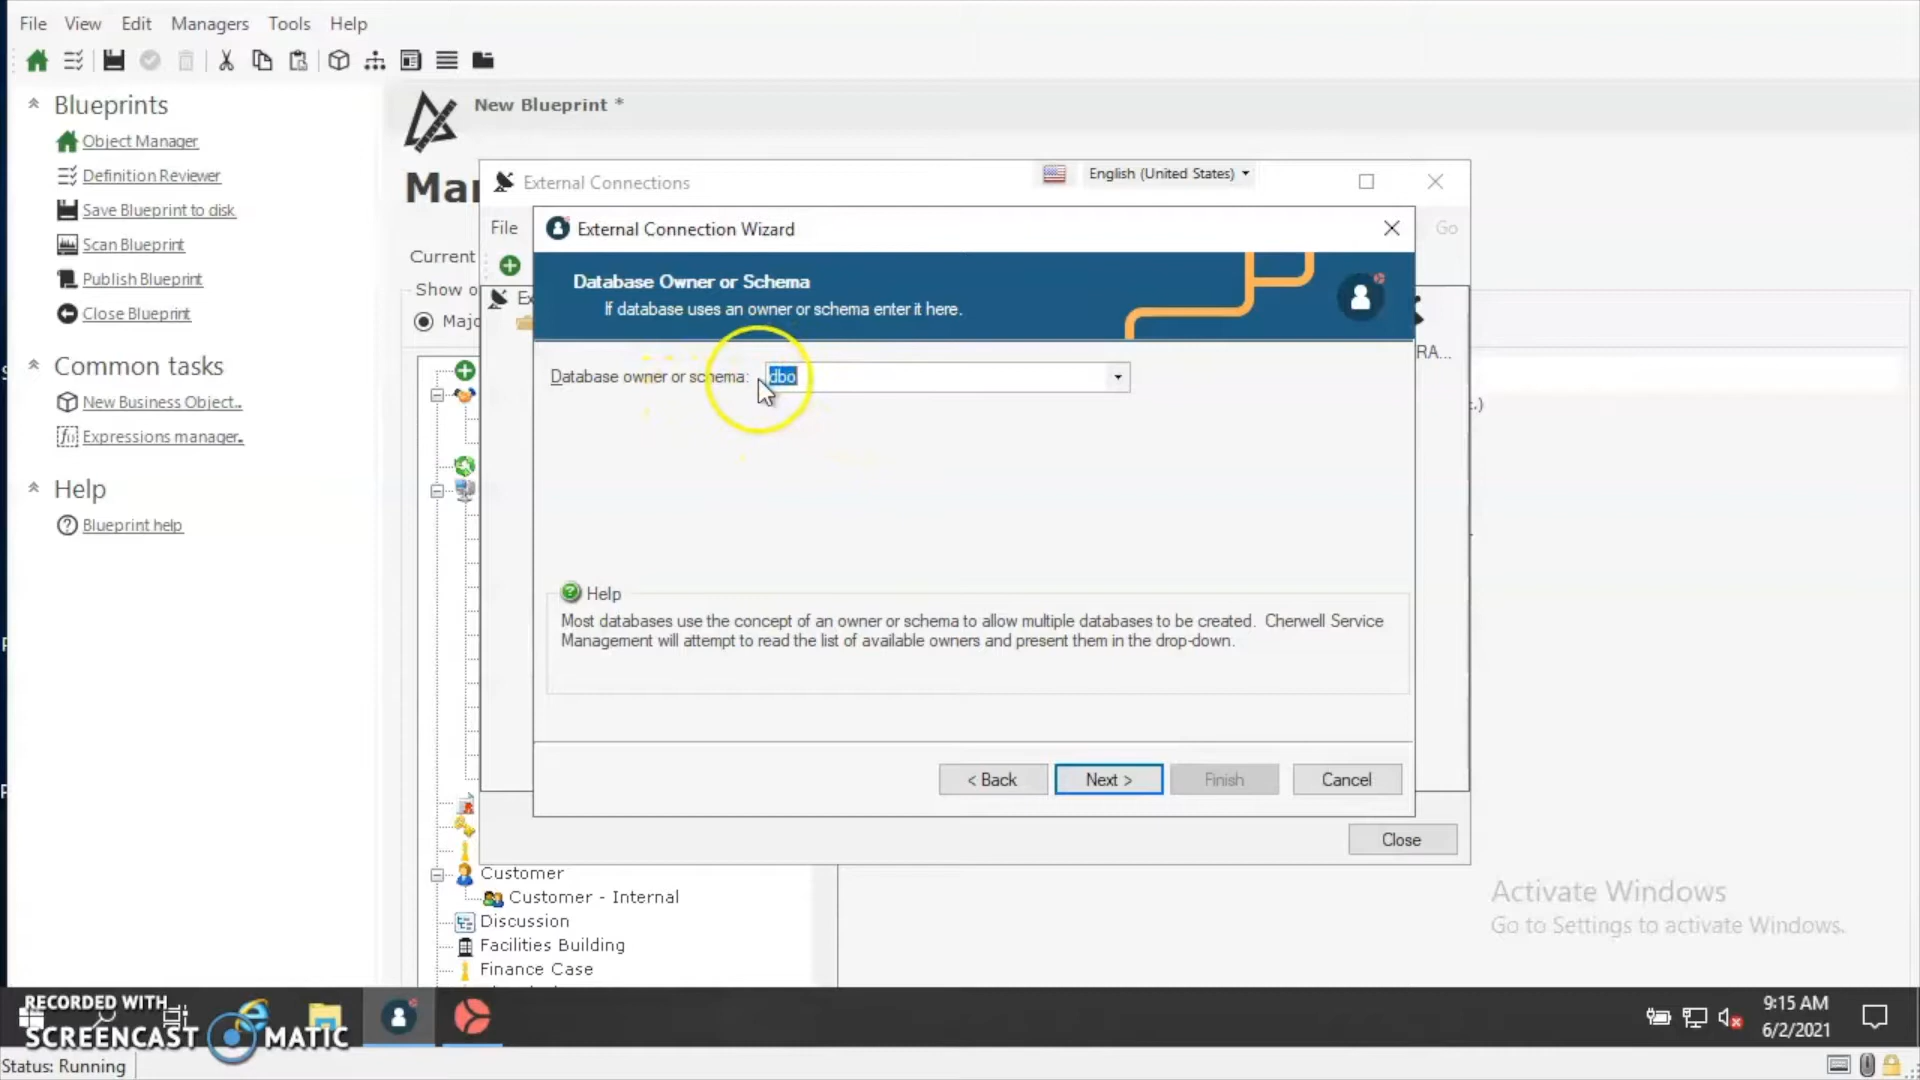 File View Edit Managers Tools Help
Blueprints
Object Manager
Definition Reviewer
Save Blueprint to disk
Scan Blueprint
Publish Blueprint
Close Blueprint
Common tasks
New Business Object...
Expressions manager...
Help
Blueprint help
New Blueprint *
Current
Show o
Majo
External Connections
English (United States)
File
Go
External Connection Wizard
Database Owner or Schema
If database uses an owner or schema enter it here.
RA...
Database owner or schema: dbo
:.)
Help
Most databases use the concept of an owner or schema to allow multiple databases to be created. Cherwell Service
Management will attempt to read the list of available owners and present them in the drop-down.
< Back Next > Finish Cancel
Close
Customer
Customer - Internal
Discussion
Facilities Building
Finance Case
Activate Windows
Go to Settings to activate Windows.
RECORDED WITH
SCREENCAST MATIC
9:15 AM
6/2/2021
Status: Running